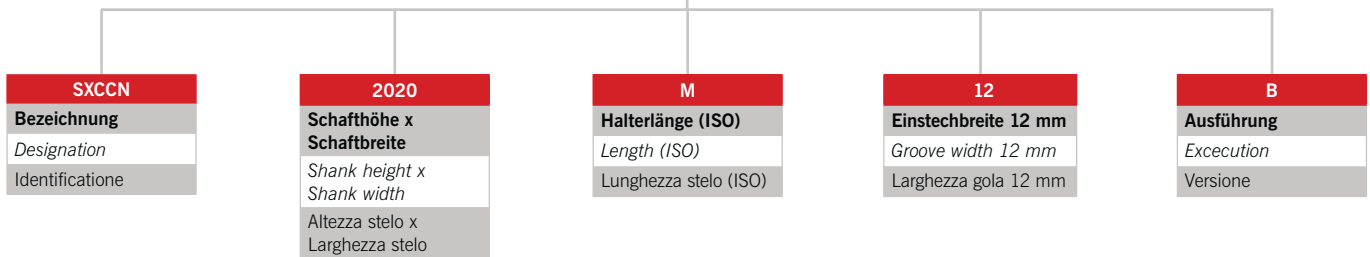 SXCCN
Bezeichnung
Designation
Identificatione
2020
Schafthöhe x
Schaftbreite
Shank height x
Shank width
Altezza stelo x
Larghezza stelo
M
Halterlänge (ISO)
Length (ISO)
Lunghezza stelo (ISO)
12
Einstechbreite 12 mm
Groove width 12 mm
Larghezza gola 12 mm
B
Ausführung
Excecution
Versione